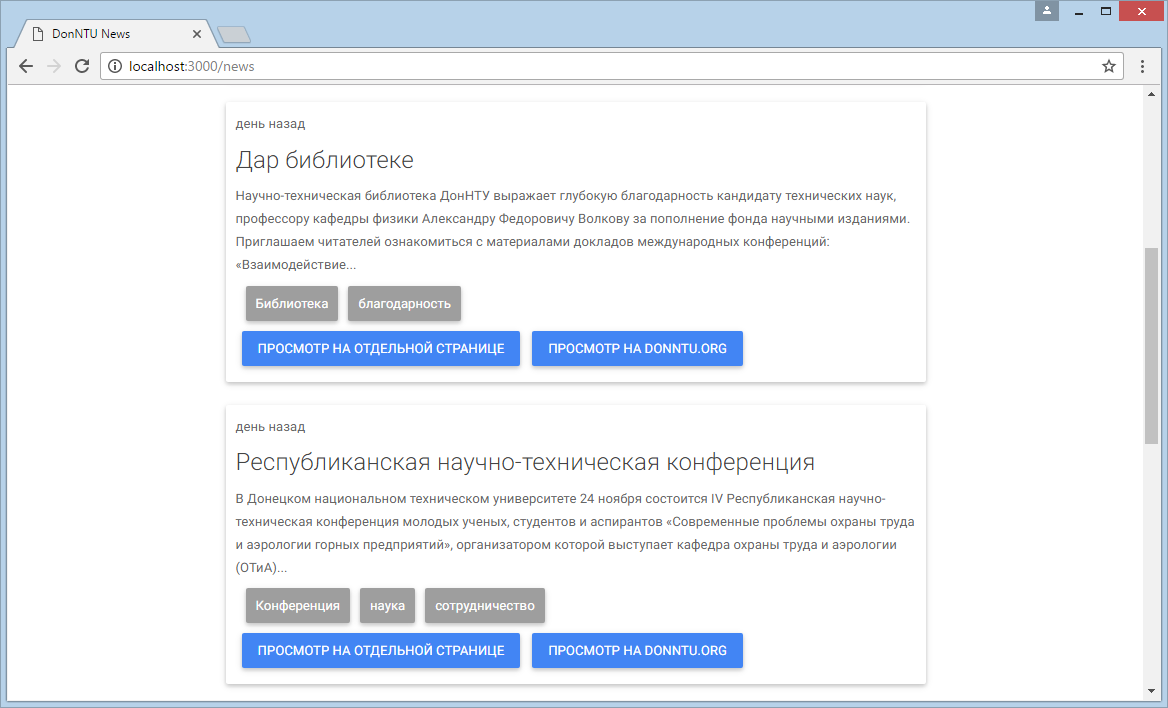 DonNTU News
localhost:3000/news
день назад
Дар библиотеке
Научно-техническая библиотека ДонНТУ выражает глубокую благодарность кандидату технических наук,
профессору кафедры физики Александру Федоровичу Волкову за пополнение фонда научными изданиями.
Приглашаем читателей ознакомиться с материалами докладов международных конференций:
«Взаимодействие...
Библиотека благодарность
ПРОСМОТР НА ОТДЕЛЬНОЙ СТРАНИЦЕ ПРОСМОТР НА DONNTU.ORG
день назад
Республиканская научно-техническая конференция
В Донецком национальном техническом университете 24 ноября состоится IV Республиканская научно-
техническая конференция молодых ученых, студентов и аспирантов «Современные проблемы охраны труда
и аэрологии горных предприятий», организатором которой выступает кафедра охраны труда и аэрологии
(ОТиА)...
Конференция наука сотрудничество
ПРОСМОТР НА ОТДЕЛЬНОЙ СТРАНИЦЕ ПРОСМОТР НА DONNTU.ORG